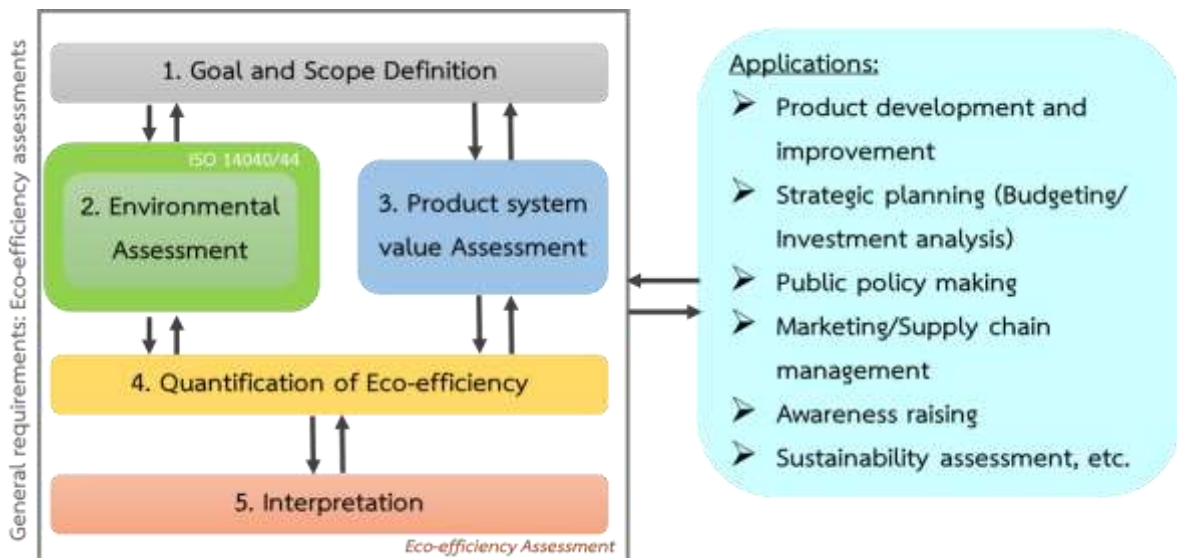 General requirements: Eco-efficiency assessments
1. Goal and Scope Definition
ISO 14040/44
2. Environmental
Assessment
3. Product system
value Assessment
4. Quantification of Eco-efficiency
5. Interpretation
Eco-efficiency Assessment
Applications:
➤ Product development and
improvement
➤ Strategic planning (Budgeting/
Investment analysis)
➤ Public policy making
➤ Marketing/Supply chain
management
➤ Awareness raising
➤ Sustainability assessment, etc.